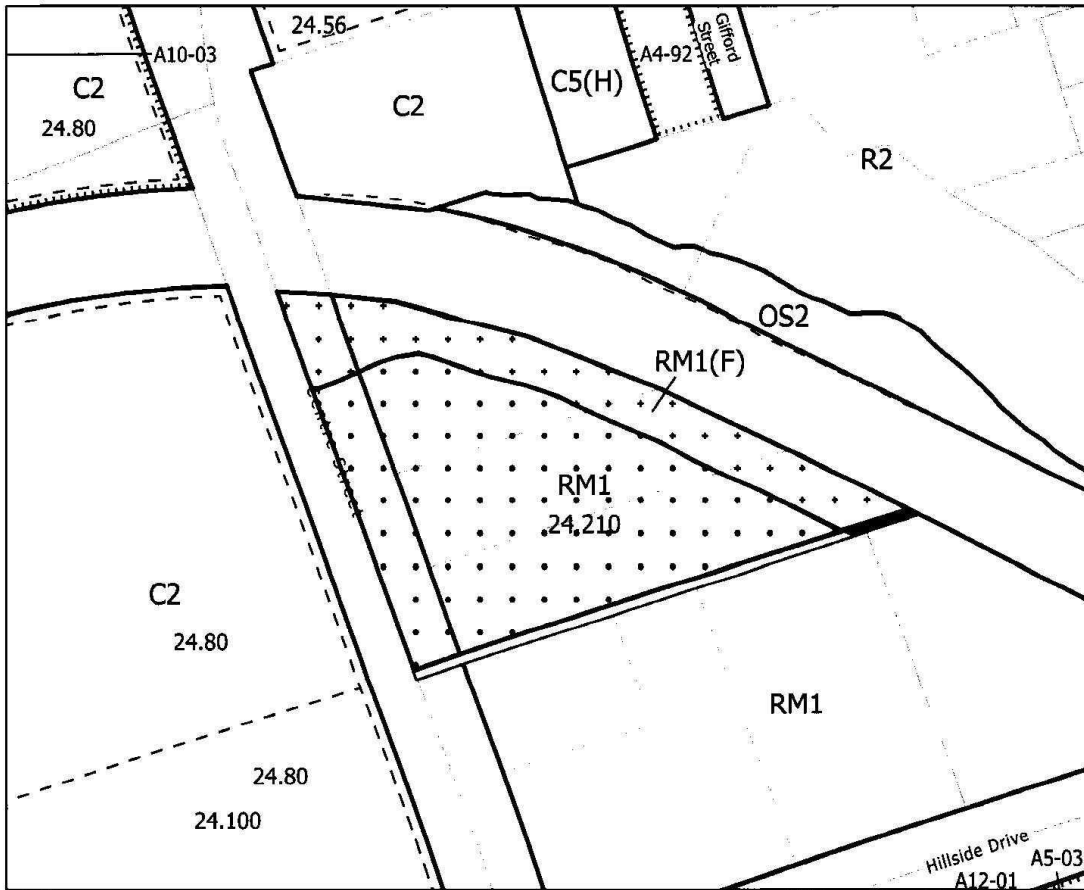 24.56
A10-03
C2
24.80
C2
C5(H)
A4-92
Gifford
Street
R2
OS2
RM1(F)
Centre Street
RM1
24.210
C2
24.80
RM1
24.80
24.100
Hillside Drive
A5-03
A12-01